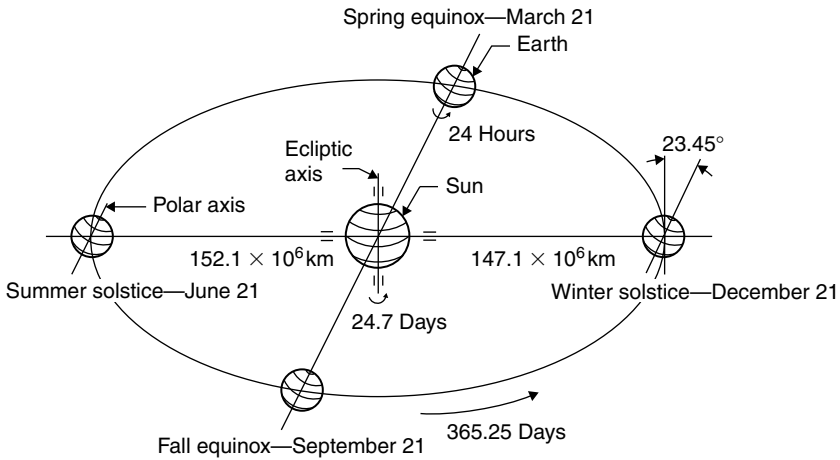 Spring equinox—March 21
Earth
24 Hours
23.45°
Ecliptic
axis
Sun
Polar axis
152.1 × 10⁶km
147.1 × 10⁶km
Summer solstice—June 21
Winter solstice—December 21
24.7 Days
365.25 Days
Fall equinox—September 21